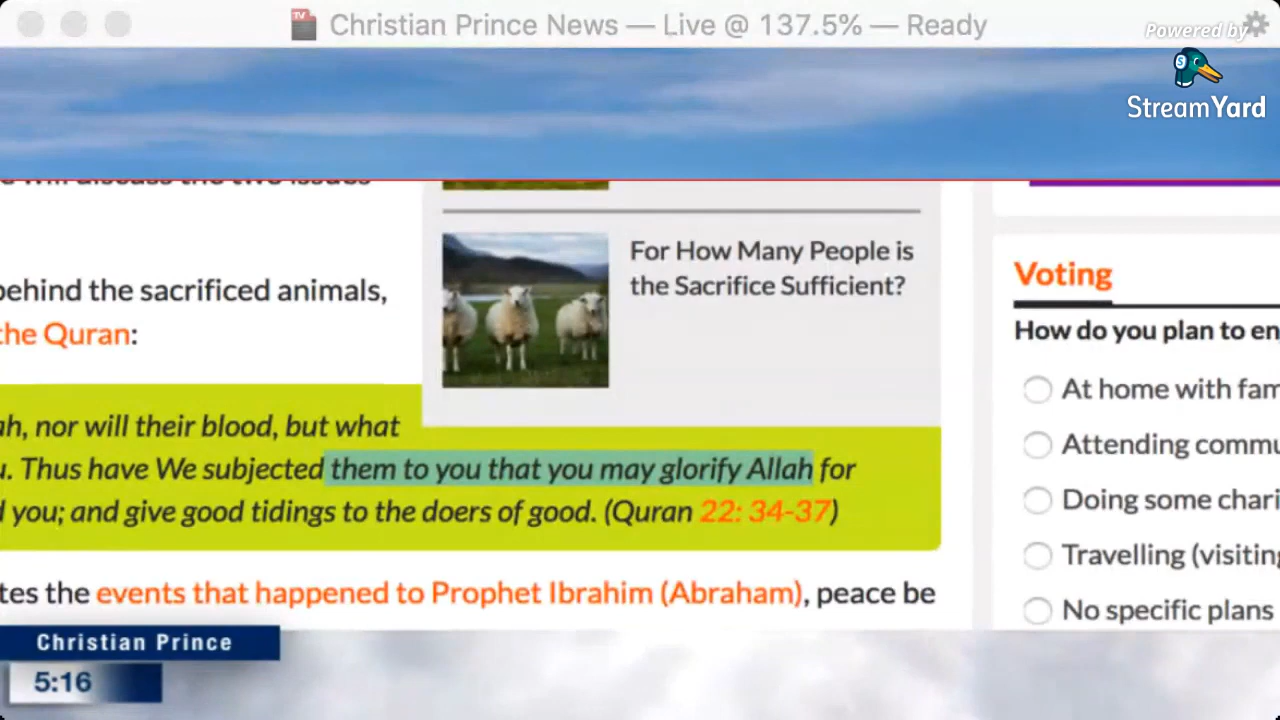 Christian Prince News — Live @ 137.5% — Ready
Powered by
StreamYard
For How Many People is
the Sacrifice Sufficient?
behind the sacrificed animals,
the Quran:
ah, nor will their blood, but what
u. Thus have We subjected them to you that you may glorify Allah for
d you; and give good tidings to the doers of good. (Quran 22: 34-37)
tes the events that happened to Prophet Ibrahim (Abraham), peace be
Voting
How do you plan to en
At home with fam
Attending commu
Doing some chari
Travelling (visiting
No specific plans
Christian Prince
5:16